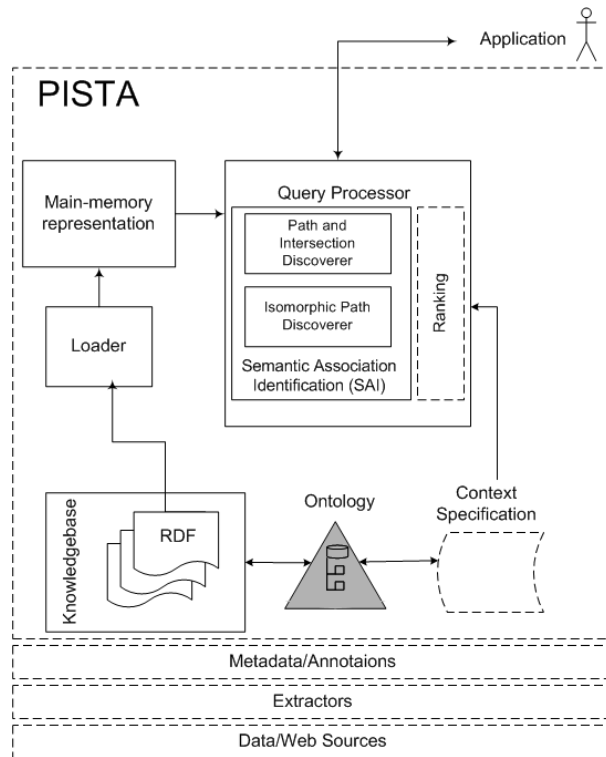 Application
PISTA
Main-memory
representation
Query Processor
Path and
Intersection
Discoverer
Isomorphic Path
Discoverer
Semantic Association
Identification (SAI)
Ranking
Loader
Knowledgebase
RDF
Ontology
Context
Specification
Metadata/Annotaions
Extractors
Data/Web Sources